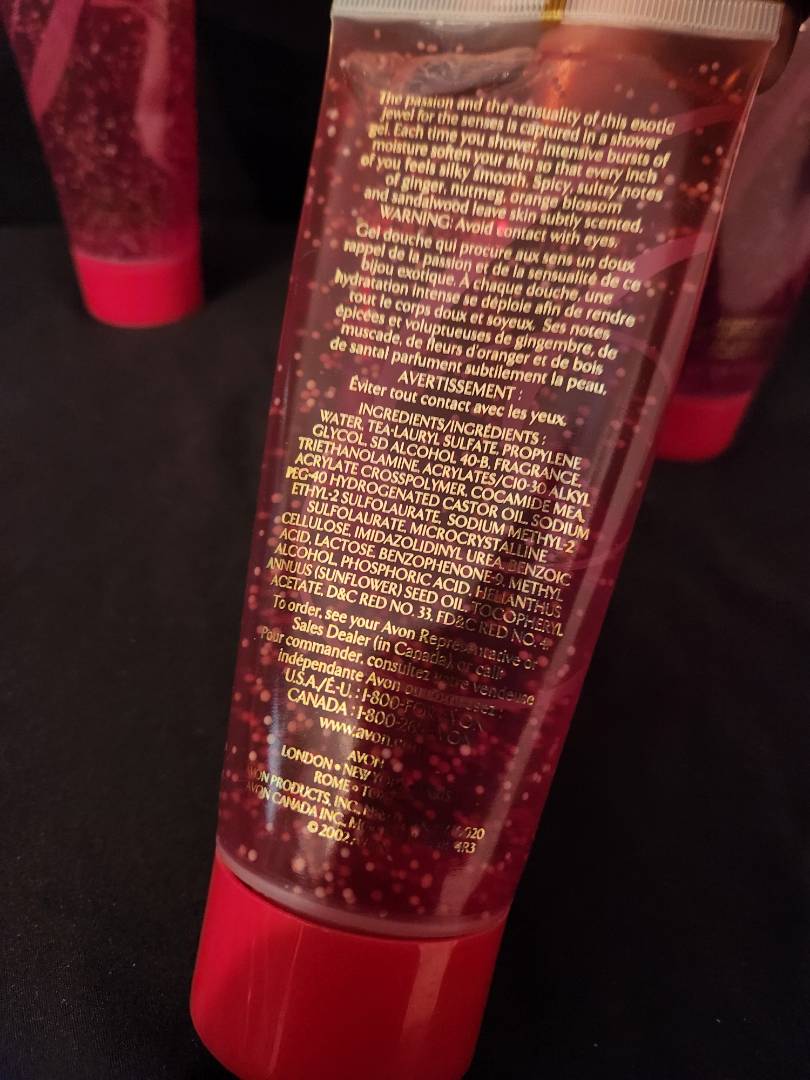 The passion and the sensuality of this exotic
jewel for the senses is captured in a shower
gel. Each time you shower, intensive bursts of
moisture soften your skin so that every inch
of you feels silky smooth. Spicy, sultry notes
of ginger, nutmeg, orange blossom
and sandalwood leave skin subtly scented.
WARNING: Avoid contact with eyes.
Gel douche qui procure aux sens un doux
rappel de la passion et de la sensualité de ce
bijou exotique. À chaque douche, une
hydratation intense se déploie afin de rendre
tout le corps doux et soyeux. Ses notes
épicées et voluptueuses de gingembre, de
muscade, de fleurs d'oranger et de bois
de santal parfument subtilement la peau.
AVERTISSEMENT :
Éviter tout contact avec les yeux.
INGREDIENTS/INGRÉDIENTS :
WATER, TEA-LAURYL SULFATE, PROPYLENE
GLYCOL, SD ALCOHOL 40-B, FRAGRANCE,
TRIETHANOLAMINE, ACRYLATES/C10-30 ALKYL
ACRYLATE CROSSPOLYMER, COCAMIDE MEA,
PEG-40 HYDROGENATED CASTOR OIL, SODIUM
ETHYL-2 SULFOLAURATE, SODIUM METHYL-2
SULFOLAURATE, MICROCRYSTALLINE
CELLULOSE, IMIDAZOLIDINYL UREA, BENZOIC
ACID, LACTOSE, BENZOPHENONE-9, METHYL
ALCOHOL, PHOSPHORIC ACID, HELIANTHUS
ANNUUS (SUNFLOWER) SEED OIL, TOCOPHERYL
ACETATE, D&C RED NO. 33, FD&C RED NO. 4
To order, see your Avon Representative or
Sales Dealer (in Canada), or call:
Pour commander, consultez votre vendeuse
indépendante Avon ou
U.S.A./É.-U. : 1-800-FOR-AVON
CANADA : 1-800-
www.avon.
AVON
LONDON • NEW
ROME •
AVON PRODUCTS, INC.,
AVON CANADA INC., 4R3
© 2002